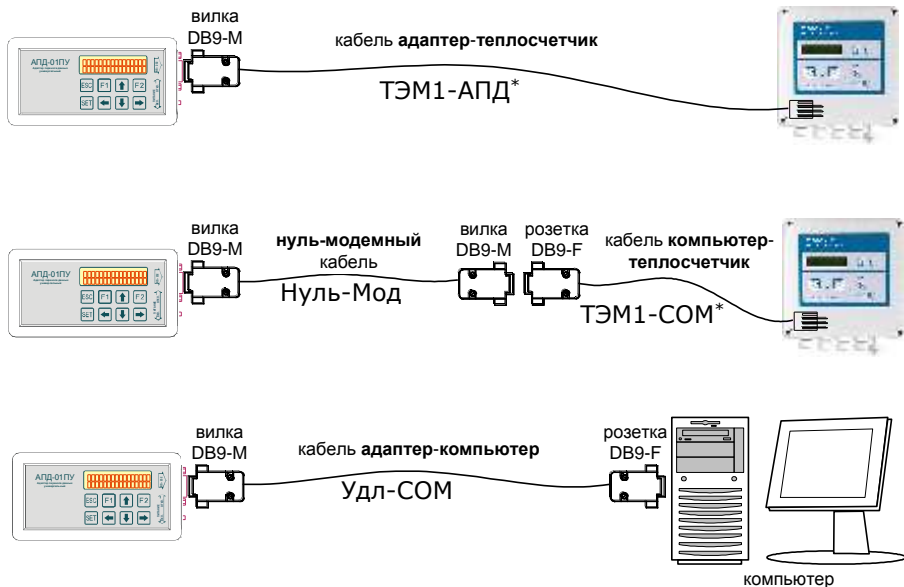 вилка
DB9-M
кабель адаптер-теплосчетчик
ТЭМ1-АПД*
АПД-01ПУ
ESC F1 F2
SET
вилка
DB9-M
нуль-модемный
кабель
Нуль-Мод
вилка
DB9-M
розетка
DB9-F
кабель компьютер-
теплосчетчик
ТЭМ1-COM*
АПД-01ПУ
ESC F1 F2
SET
вилка
DB9-M
кабель адаптер-компьютер
Удл-COM
розетка
DB9-F
АПД-01ПУ
ESC F1 F2
SET
компьютер